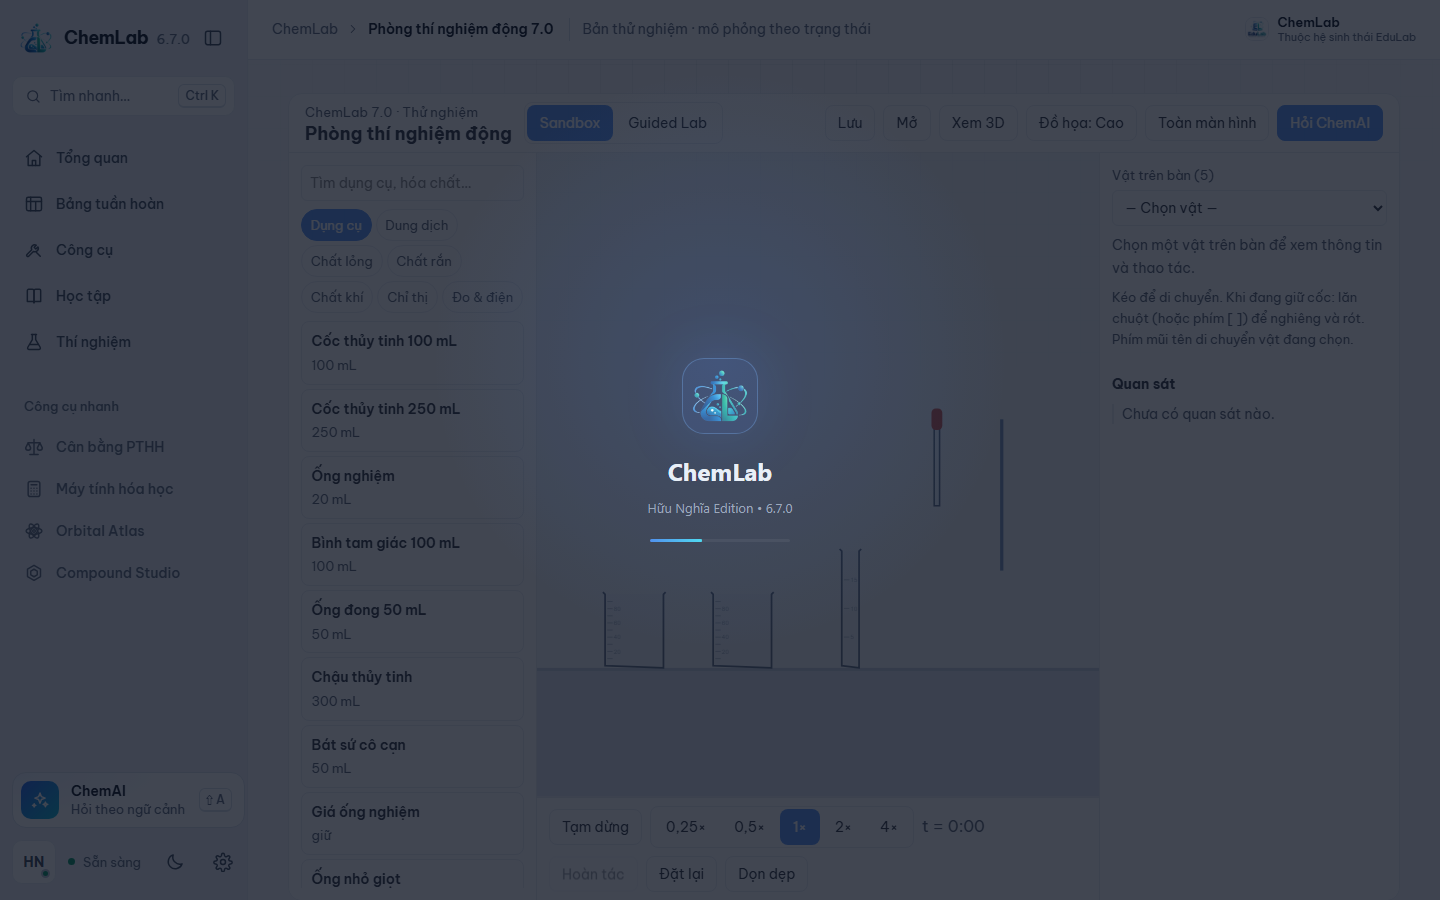 ChemLab 6.7.0
Tìm nhanh... Ctrl K
Tổng quan
Bảng tuần hoàn
Công cụ
Học tập
Thí nghiệm
Công cụ nhanh
Cân bằng PTHH
Máy tính hóa học
Orbital Atlas
Compound Studio
ChemAI
Hỏi theo ngữ cảnh
⇧A
HN
Sẵn sàng
ChemLab › Phòng thí nghiệm động 7.0 Bản thử nghiệm · mô phỏng theo trạng thái
ChemLab
Thuộc hệ sinh thái EduLab
ChemLab 7.0 · Thử nghiệm
Phòng thí nghiệm động
Sandbox Guided Lab
Lưu Mở Xem 3D Đồ họa: Cao Toàn màn hình Hỏi ChemAI
Tìm dụng cụ, hóa chất...
Dụng cụ Dung dịch
Chất lỏng Chất rắn
Chất khí Chỉ thị Đo & điện
Cốc thủy tinh 100 mL
100 mL
Cốc thủy tinh 250 mL
250 mL
Ống nghiệm
20 mL
Bình tam giác 100 mL
100 mL
Ống đong 50 mL
50 mL
Chậu thủy tinh
300 mL
Bát sứ cô cạn
50 mL
Giá ống nghiệm
giữ
Ống nhỏ giọt
ChemLab
Hữu Nghĩa Edition • 6.7.0
Tạm dừng 0,25× 0,5× 1× 2× 4× t = 0:00
Hoàn tác Đặt lại Dọn dẹp
Vật trên bàn (5)
— Chọn vật —
Chọn một vật trên bàn để xem thông tin
và thao tác.
Kéo để di chuyển. Khi đang giữ cốc: lăn
chuột (hoặc phím [ ]) để nghiêng và rót.
Phím mũi tên di chuyển vật đang chọn.
Quan sát
Chưa có quan sát nào.